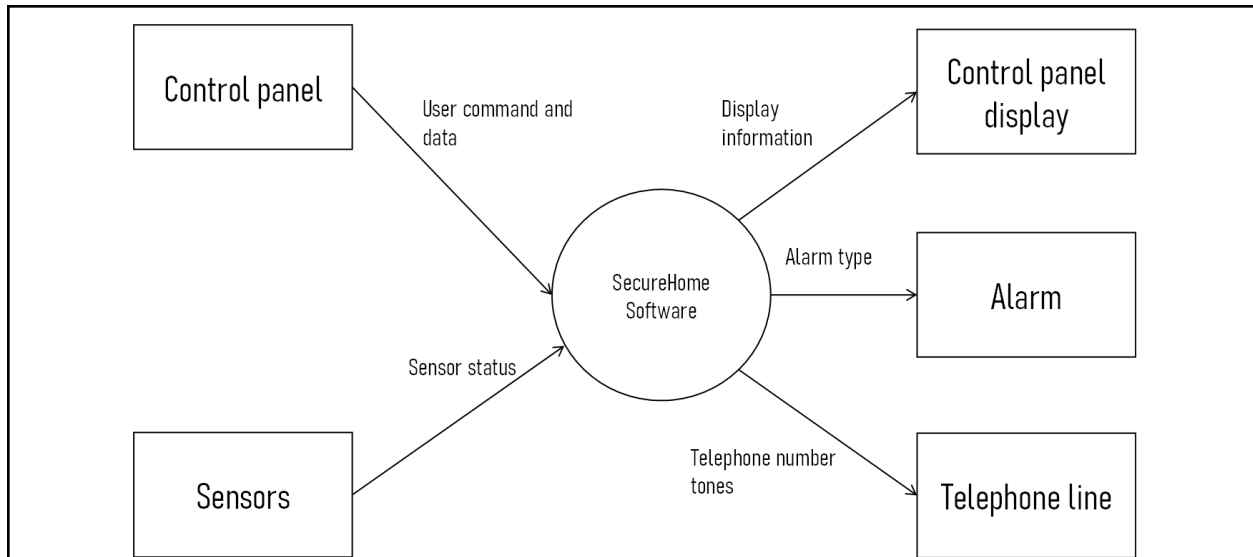 Control panel
User command and
data
Display
information
Control panel
display
SecureHome
Software
Alarm type
Alarm
Sensor status
Sensors
Telephone number
tones
Telephone line